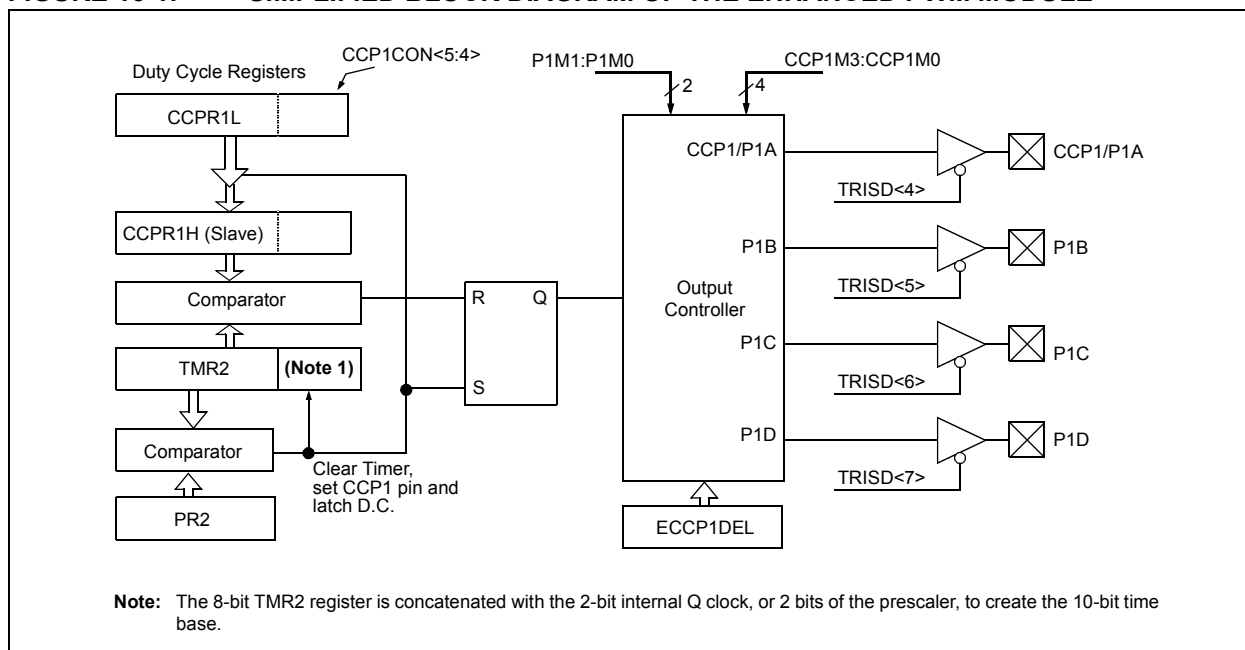 CCP1CON<5:4>
Duty Cycle Registers
CCPR1L
CCPR1H (Slave)
Comparator
TMR2
(Note 1)
Comparator
PR2
Clear Timer,
set CCP1 pin and
latch D.C.
R
Q
S
P1M1:P1M0
2
CCP1M3:CCP1M0
4
Output
Controller
CCP1/P1A
P1B
P1C
P1D
ECCP1DEL
TRISD<4>
CCP1/P1A
TRISD<5>
P1B
TRISD<6>
P1C
TRISD<7>
P1D
Note: The 8-bit TMR2 register is concatenated with the 2-bit internal Q clock, or 2 bits of the prescaler, to create the 10-bit time
base.